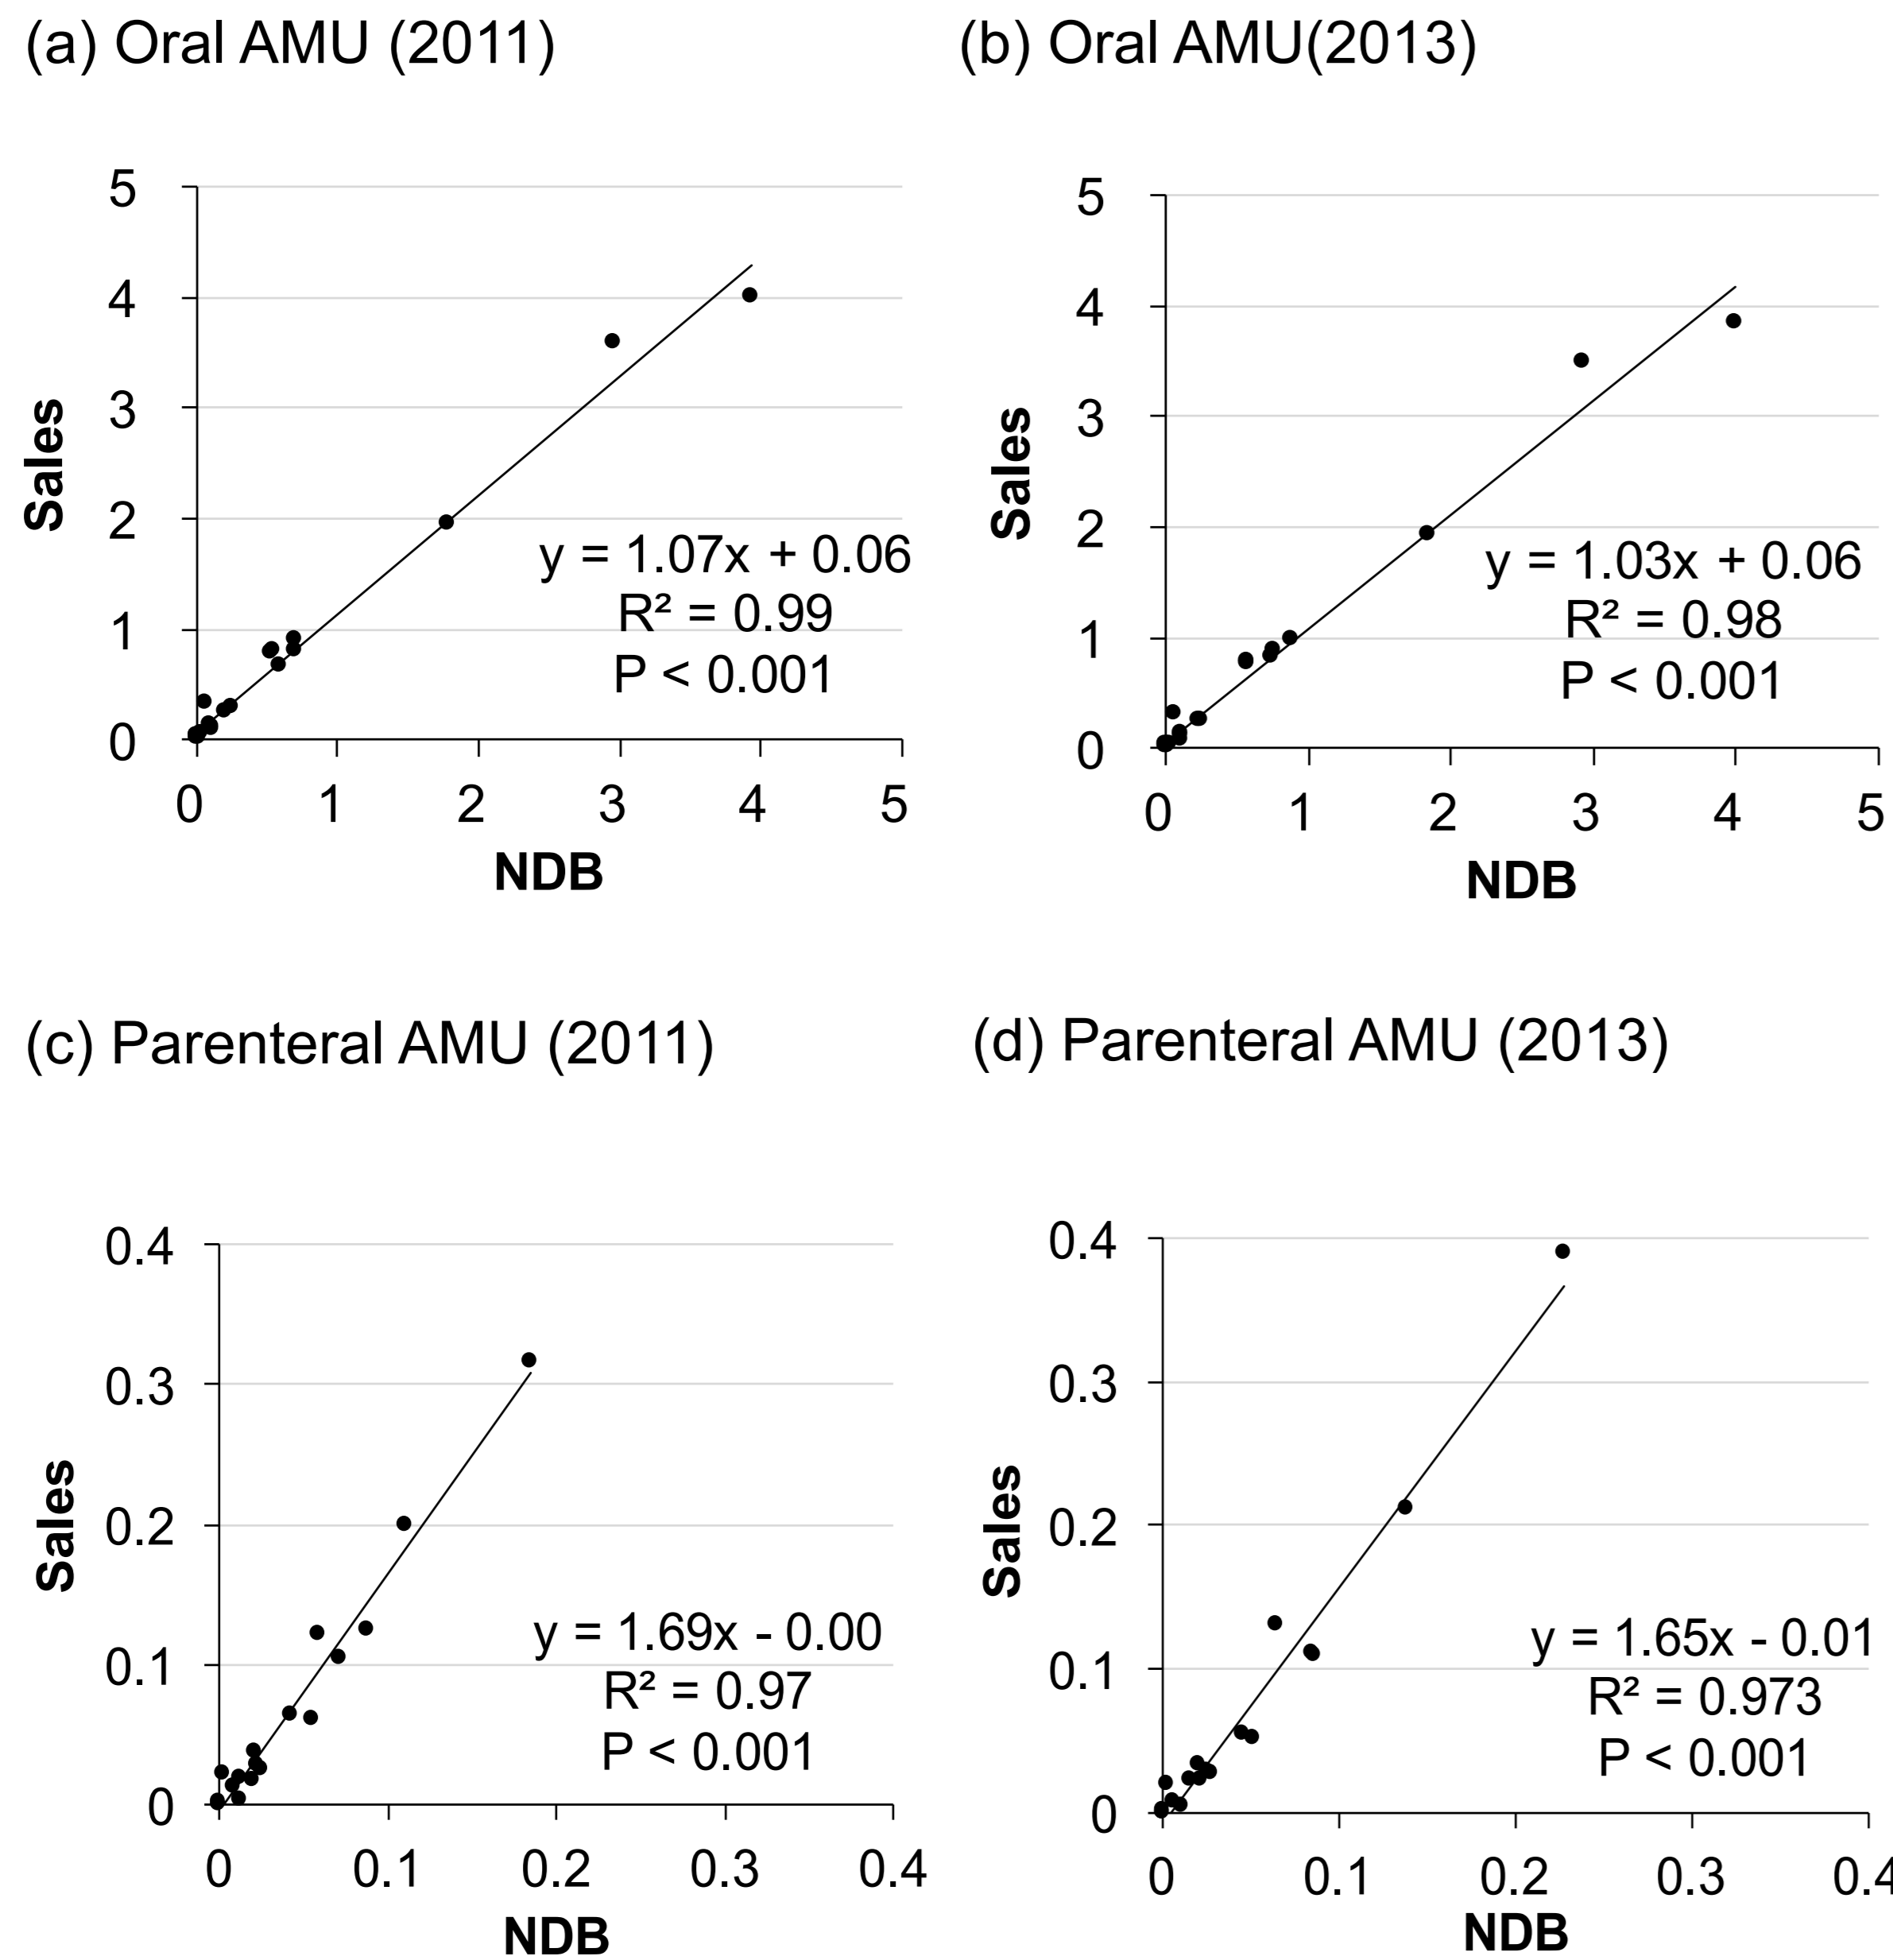 (a) Oral AMU (2011)
5
4
3
2
1
0
Sales
y = 1.07x + 0.06
R² = 0.99
P < 0.001
0 1 2 3 4 5
NDB
(b) Oral AMU(2013)
5
4
3
2
1
0
Sales
y = 1.03x + 0.06
R² = 0.98
P < 0.001
0 1 2 3 4 5
NDB
(c) Parenteral AMU (2011)
0.4
0.3
0.2
0.1
0
Sales
y = 1.69x - 0.00
R² = 0.97
P < 0.001
0 0.1 0.2 0.3 0.4
NDB
(d) Parenteral AMU (2013)
0.4
0.3
0.2
0.1
0
Sales
y = 1.65x - 0.01
R² = 0.973
P < 0.001
0 0.1 0.2 0.3 0.4
NDB